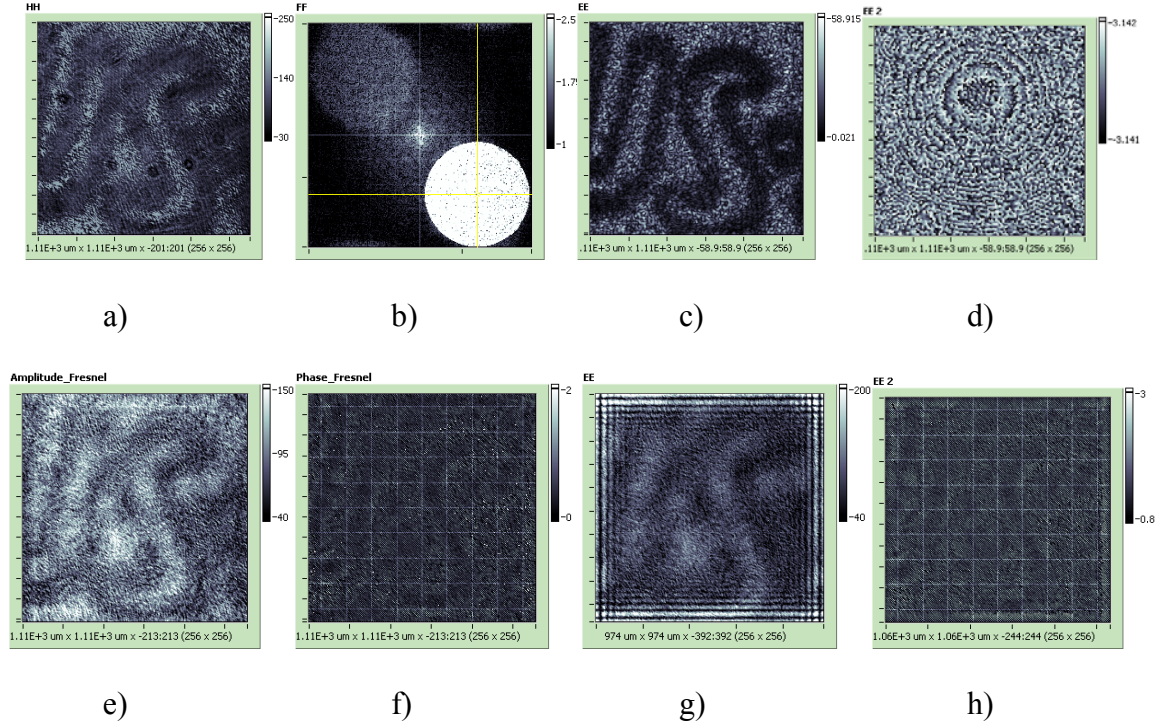 HH
-250
-140
-30
1.11E+3 um x 1.11E+3 um x -201:201 (256 x 256)
FF
-2.5
-1.75
-1
EE
-58.915
-0.021
.11E+3 um x 1.11E+3 um x -58.9:58.9 (256 x 256)
EE 2
-3.142
-3.141
.11E+3 um x 1.11E+3 um x -58.9:58.9 (256 x 256)
a)
b)
c)
d)
Amplitude_Fresnel
-150
-95
-40
1.11E+3 um x 1.11E+3 um x -213:213 (256 x 256)
Phase_Fresnel
-2
-0
1.11E+3 um x 1.11E+3 um x -213:213 (256 x 256)
EE
-200
-40
974 um x 974 um x -392:392 (256 x 256)
EE 2
-3
-0.8
1.06E+3 um x 1.06E+3 um x -244:244 (256 x 256)
e)
f)
g)
h)